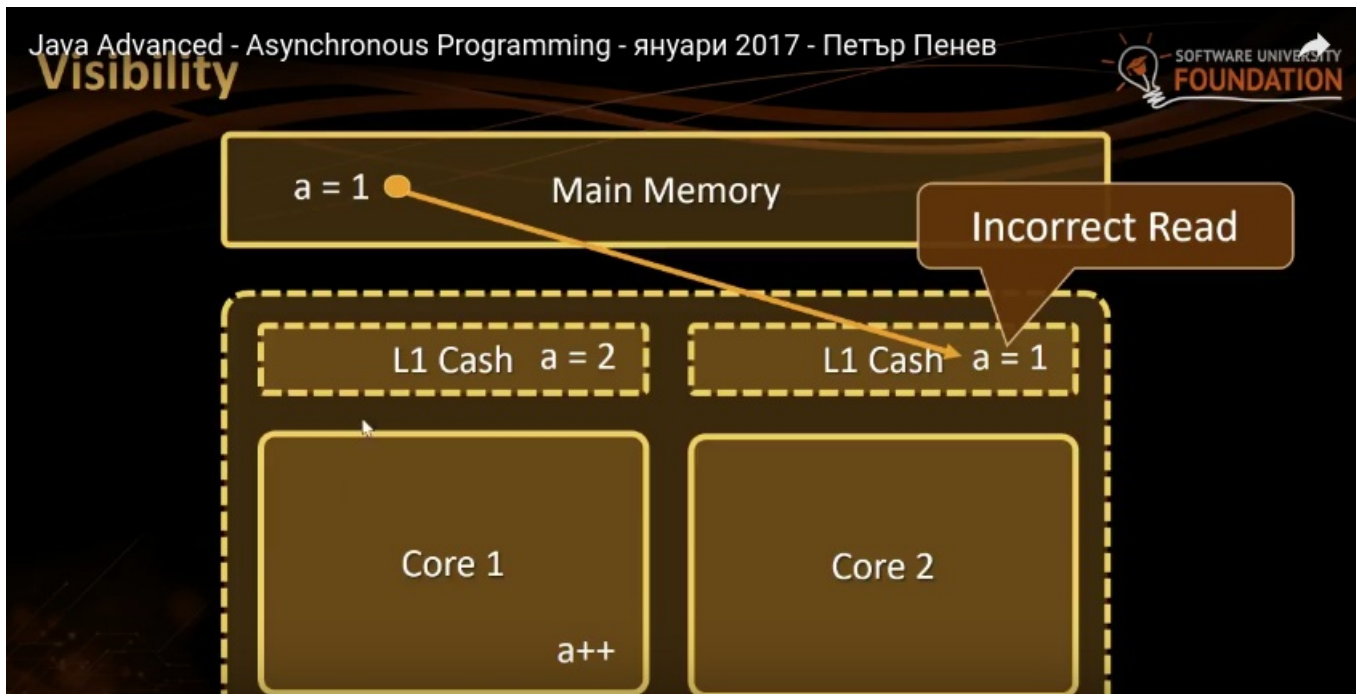 Java Advanced - Asynchronous Programming - януари 2017 - Петър Пенев
Visibility
SOFTWARE UNIVERSITY
FOUNDATION
a = 1
Main Memory
Incorrect Read
L1 Cash a = 2
L1 Cash a = 1
Core 1
Core 2
a++